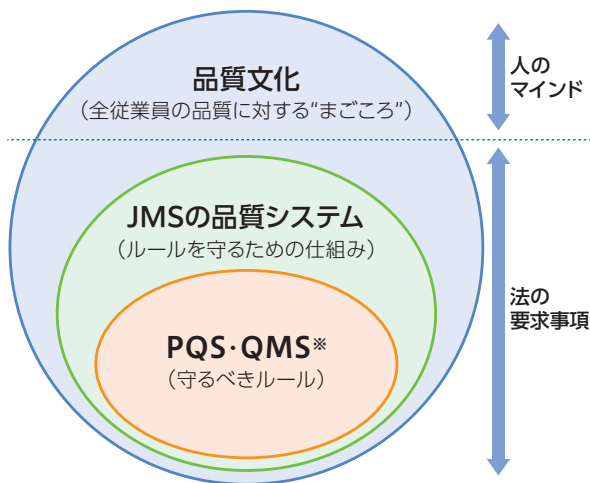 品質文化
（全従業員の品質に対する“まごころ”）
人の
マインド
JMSの品質システム
（ルールを守るための仕組み）
法の
要求事項
PQS・QMS※
（守るべきルール）